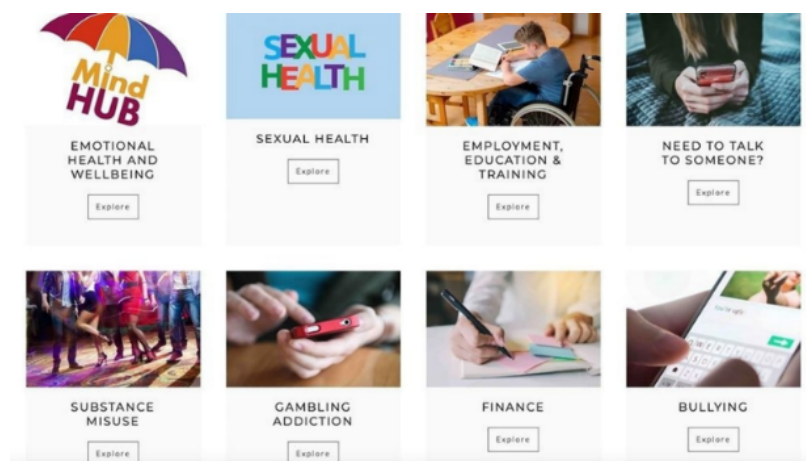 Mind
HUB
SEXUAL
HEALTH
EMOTIONAL
HEALTH AND
WELLBEING
Explore
SEXUAL HEALTH
Explore
EMPLOYMENT,
EDUCATION &
TRAINING
Explore
NEED TO TALK
TO SOMEONE?
Explore
SUBSTANCE
MISUSE
Explore
GAMBLING
ADDICTION
Explore
FINANCE
Explore
BULLYING
Explore